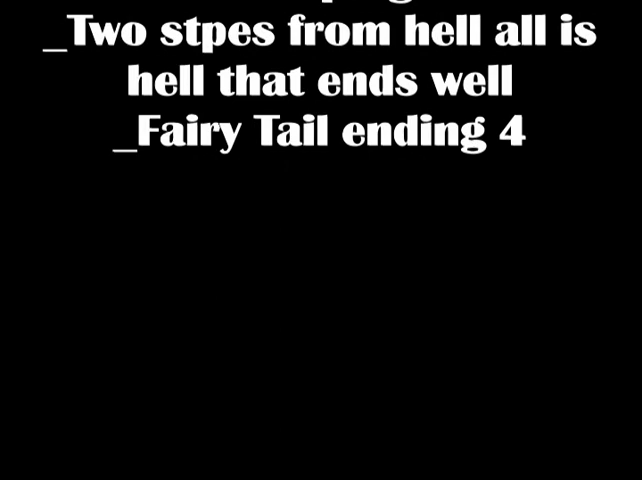 _Two stpes from hell all is
hell that ends well
_Fairy Tail ending 4